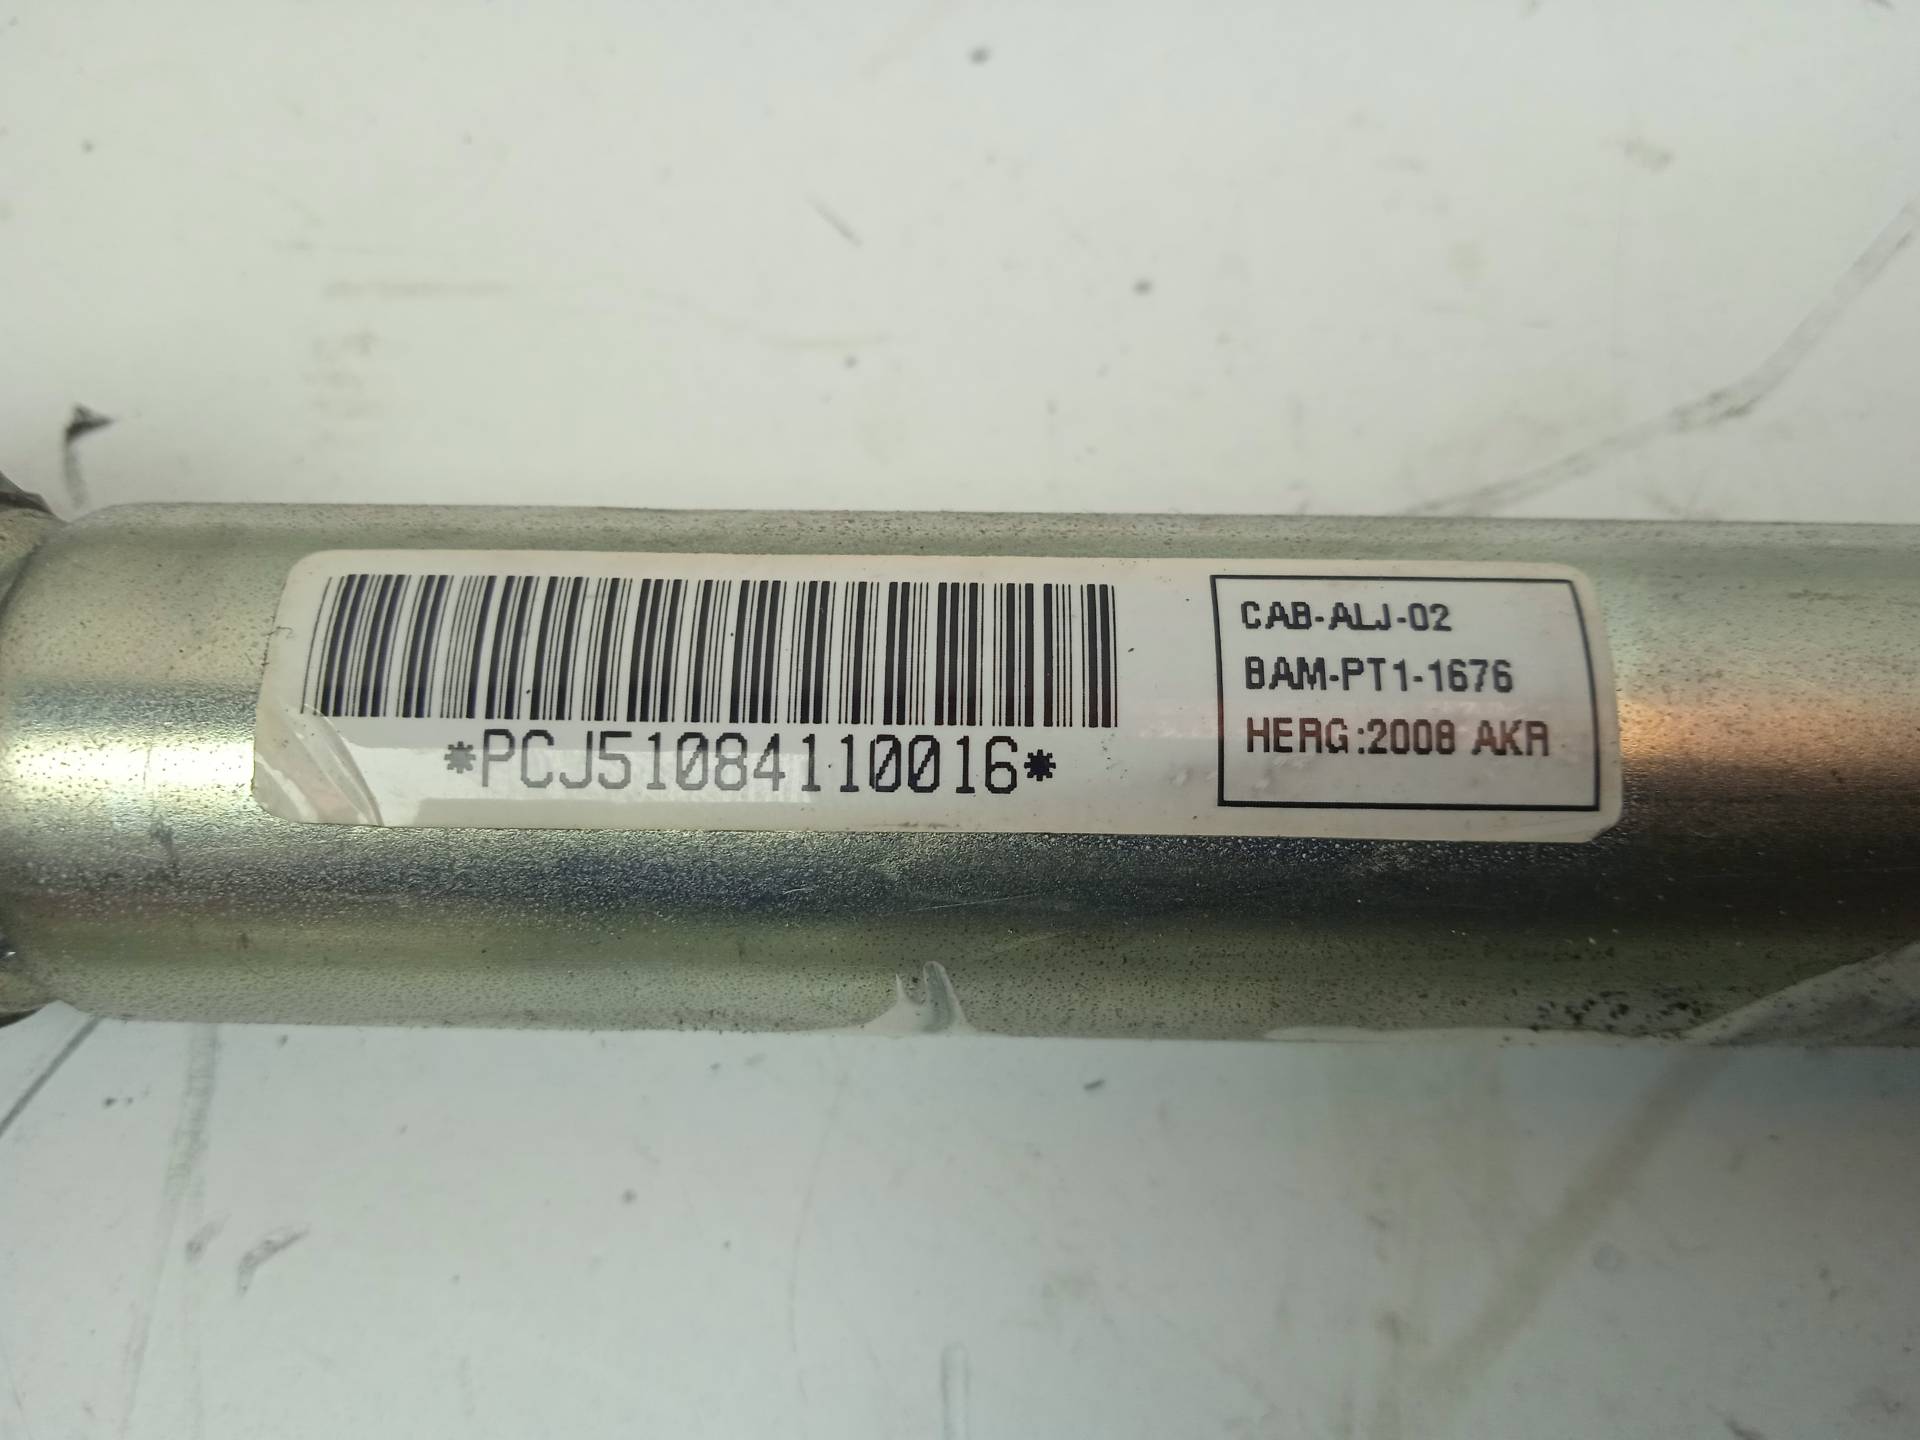 *PCJ51084110016*
CAB-ALJ-02
BAM-PT1-1676
HERG:2008 AKR